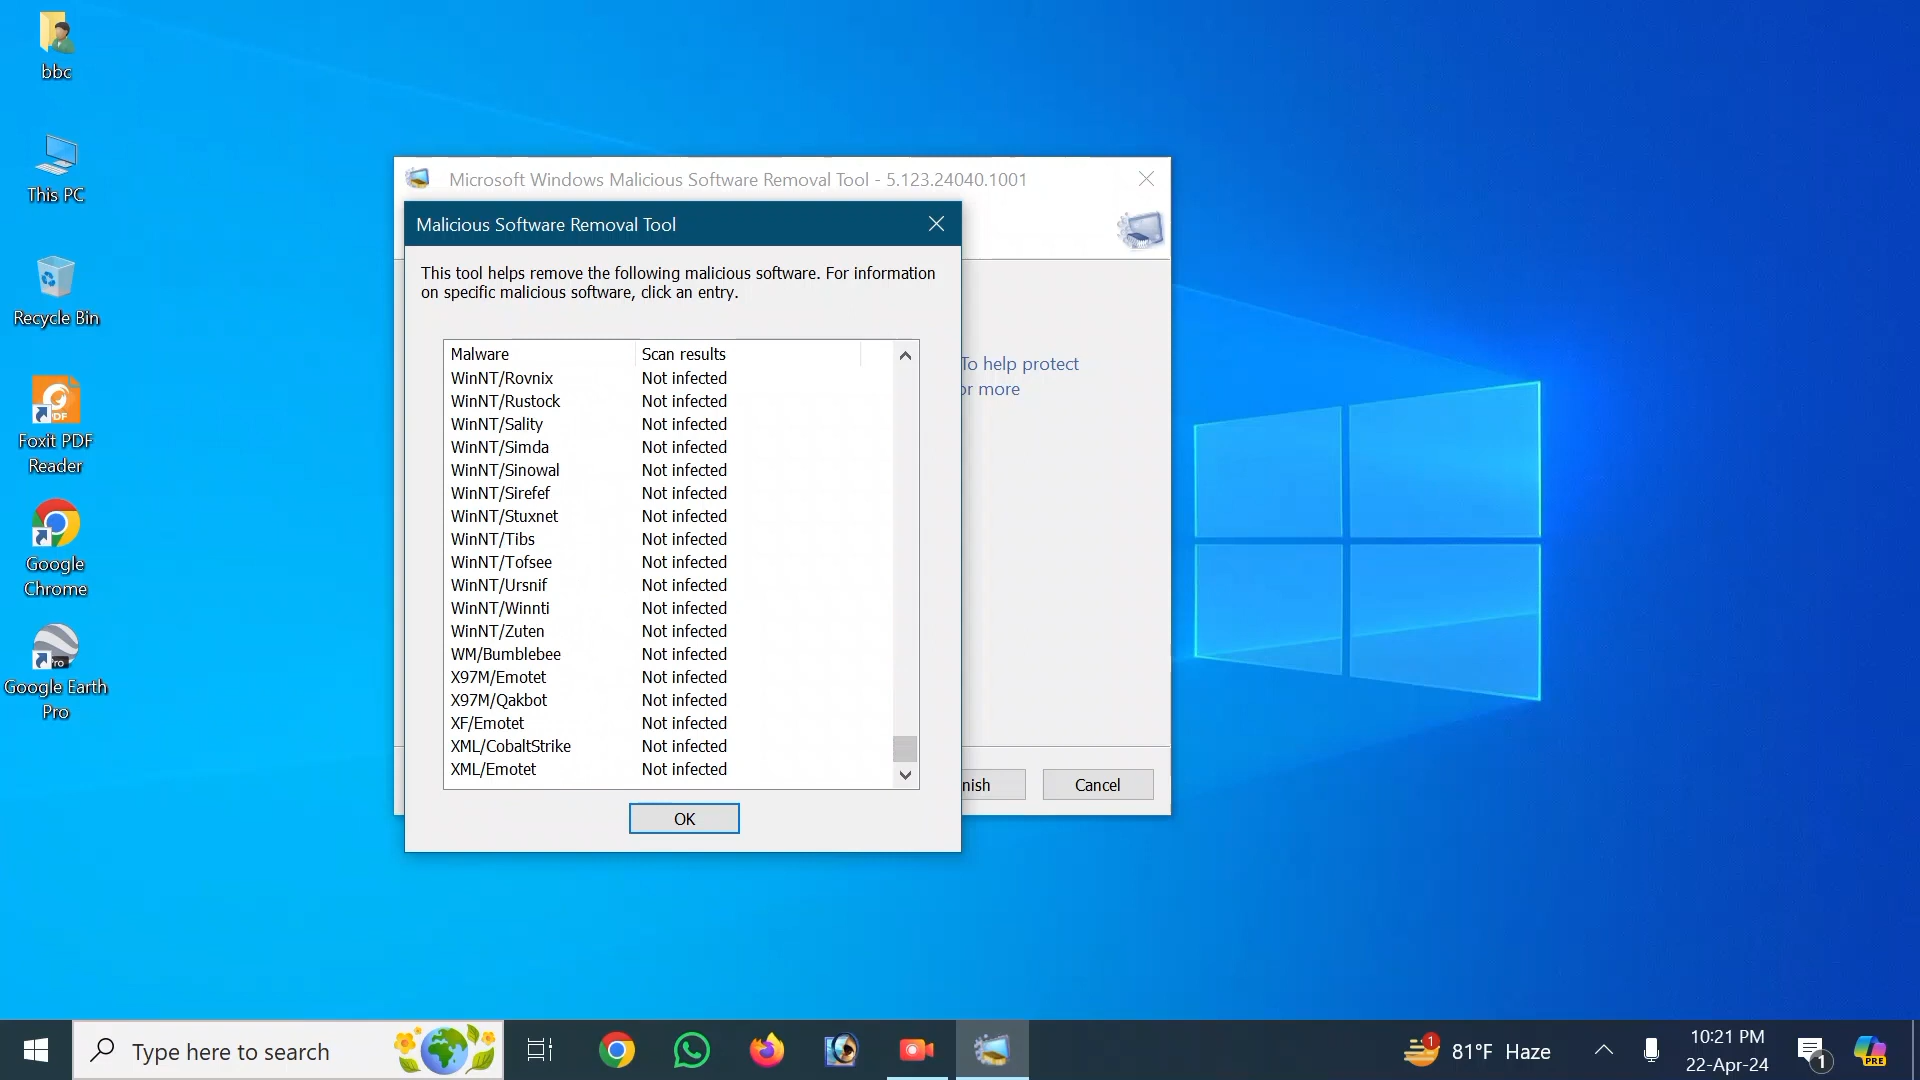 bbc
This PC
Recycle Bin
Foxit PDF
Reader
Google
Chrome
Google Earth
Pro
Microsoft Windows Malicious Software Removal Tool - 5.123.24040.1001
Malicious Software Removal Tool
This tool helps remove the following malicious software. For information
on specific malicious software, click an entry.
To help protect
or more
Malware Scan results
WinNT/Rovnix Not infected
WinNT/Rustock Not infected
WinNT/Sality Not infected
WinNT/Simda Not infected
WinNT/Sinowal Not infected
WinNT/Sirefef Not infected
WinNT/Stuxnet Not infected
WinNT/Tibs Not infected
WinNT/Tofsee Not infected
WinNT/Ursnif Not infected
WinNT/Winnti Not infected
WinNT/Zuten Not infected
WM/Bumblebee Not infected
X97M/Emotet Not infected
X97M/Qakbot Not infected
XF/Emotet Not infected
XML/CobaltStrike Not infected
XML/Emotet Not infected
nish Cancel
OK
Type here to search
1
81°F Haze
10:21 PM
22-Apr-24
1
PRE